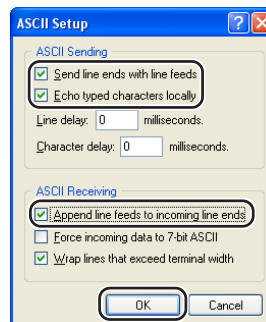 ASCII Setup
ASCII Sending
Send line ends with line feeds
Echo typed characters locally
Line delay: 0 milliseconds.
Character delay: 0 milliseconds.
ASCII Receiving
Append line feeds to incoming line ends
Force incoming data to 7-bit ASCII
Wrap lines that exceed terminal width
OK Cancel